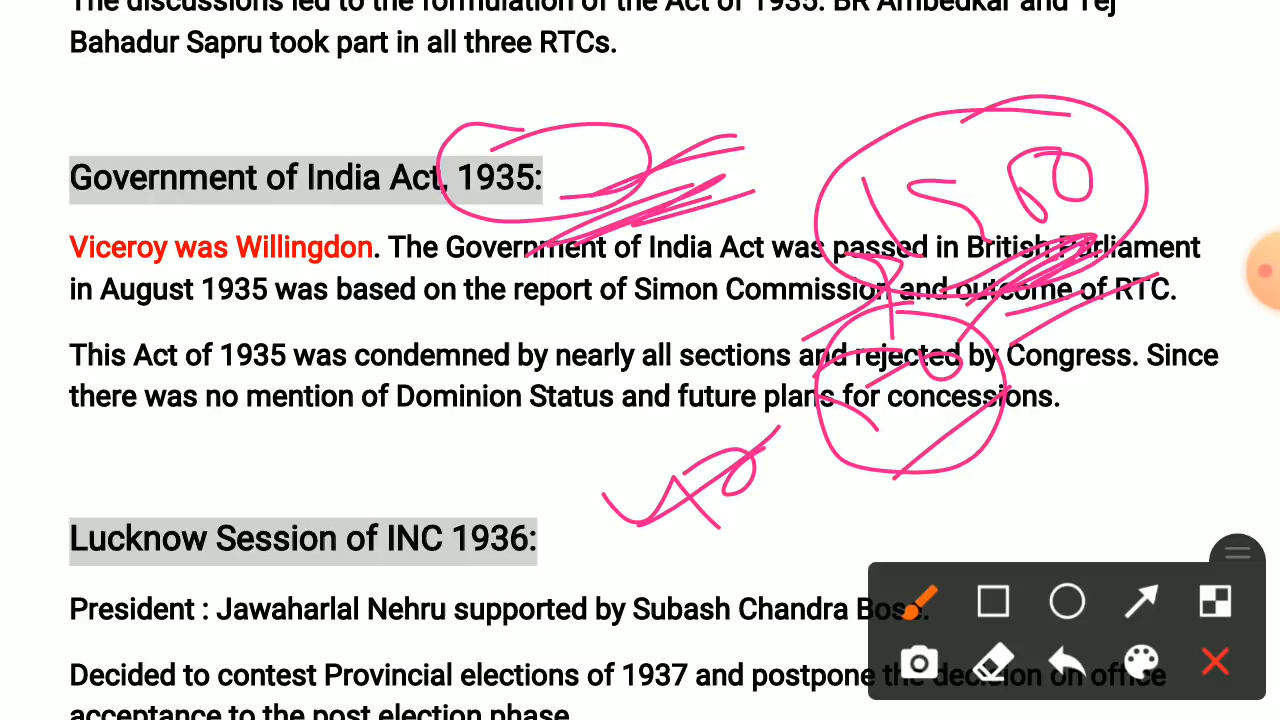 The discussions led to the formulation of the Act of 1935. BR Ambedkar and Tej
Bahadur Sapru took part in all three RTCs.
Government of India Act, 1935:
Viceroy was Willingdon. The Government of India Act was passed in British Parliament
in August 1935 was based on the report of Simon Commission and outcome of RTC.
This Act of 1935 was condemned by nearly all sections and rejected by Congress. Since
there was no mention of Dominion Status and future plans for concessions.
Lucknow Session of INC 1936:
President : Jawaharlal Nehru supported by Subash Chandra Bose.
Decided to contest Provincial elections of 1937 and postpone the decision on office
acceptance to the post election phase